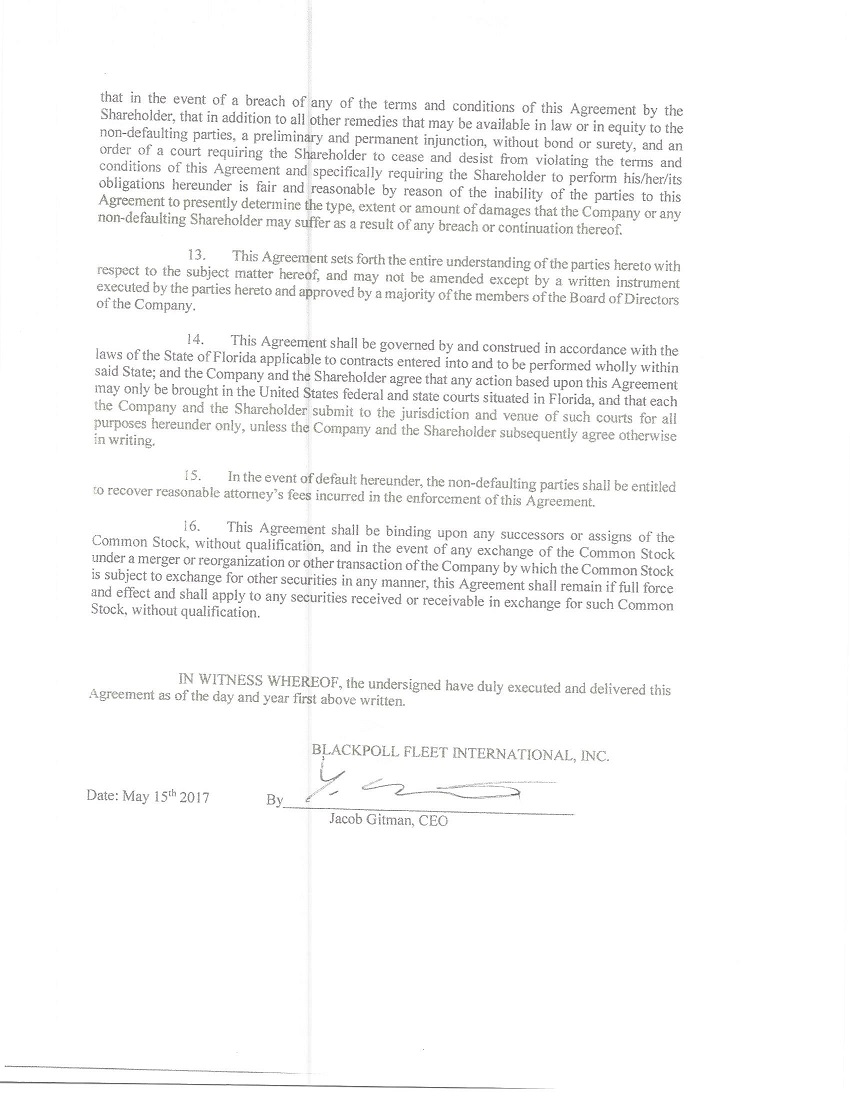 that in the event of a breach of any of the terms and conditions of this Agreement by the
Shareholder, that in addition to all other remedies that may be available in law or in equity to the
non-defaulting parties, a preliminary and permanent injunction, without bond or surety, and an
order of a court requiring the Shareholder to cease and desist from violating the terms and
conditions of this Agreement and specifically requiring the Shareholder to perform his/her/its
obligations hereunder is fair and reasonable by reason of the inability of the parties to this
Agreement to presently determine the type, extent or amount of damages that the Company or any
non-defaulting Shareholder may suffer as a result of any breach or continuation thereof.
13. This Agreement sets forth the entire understanding of the parties hereto with
respect to the subject matter hereof, and may not be amended except by a written instrument
executed by the parties hereto and approved by a majority of the members of the Board of Directors
of the Company.
14. This Agreement shall be governed by and construed in accordance with the
laws of the State of Florida applicable to contracts entered into and to be performed wholly within
said State; and the Company and the Shareholder agree that any action based upon this Agreement
may only be brought in the United States federal and state courts situated in Florida, and that each
the Company and the Shareholder submit to the jurisdiction and venue of such courts for all
purposes hereunder only, unless the Company and the Shareholder subsequently agree otherwise
in writing.
15. In the event of default hereunder, the non-defaulting parties shall be entitled
to recover reasonable attorney's fees incurred in the enforcement of this Agreement.
16. This Agreement shall be binding upon any successors or assigns of the
Common Stock, without qualification, and in the event of any exchange of the Common Stock
under a merger or reorganization or other transaction of the Company by which the Common Stock
is subject to exchange for other securities in any manner, this Agreement shall remain if full force
and effect and shall apply to any securities received or receivable in exchange for such Common
Stock, without qualification.
IN WITNESS WHEREOF, the undersigned have duly executed and delivered this
Agreement as of the day and year first above written.
BLACKPOLL FLEET INTERNATIONAL, INC.
Date: May 15th 2017 By
Jacob Gitman, CEO